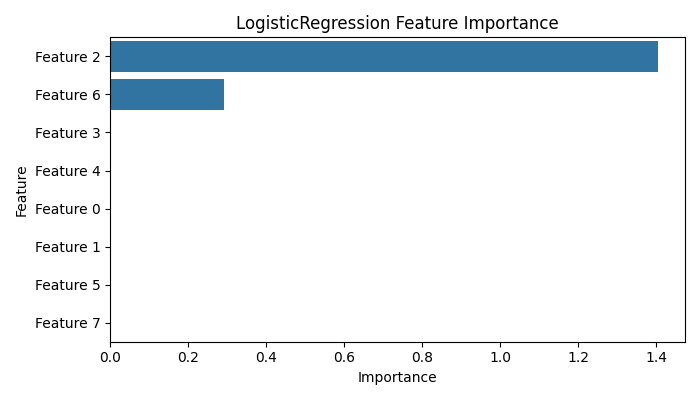 LogisticRegression Feature Importance
Feature 2
Feature 6
Feature 3
Feature 4
Feature 0
Feature 1
Feature 5
Feature 7
Feature
0.0 0.2 0.4 0.6 0.8 1.0 1.2 1.4
Importance